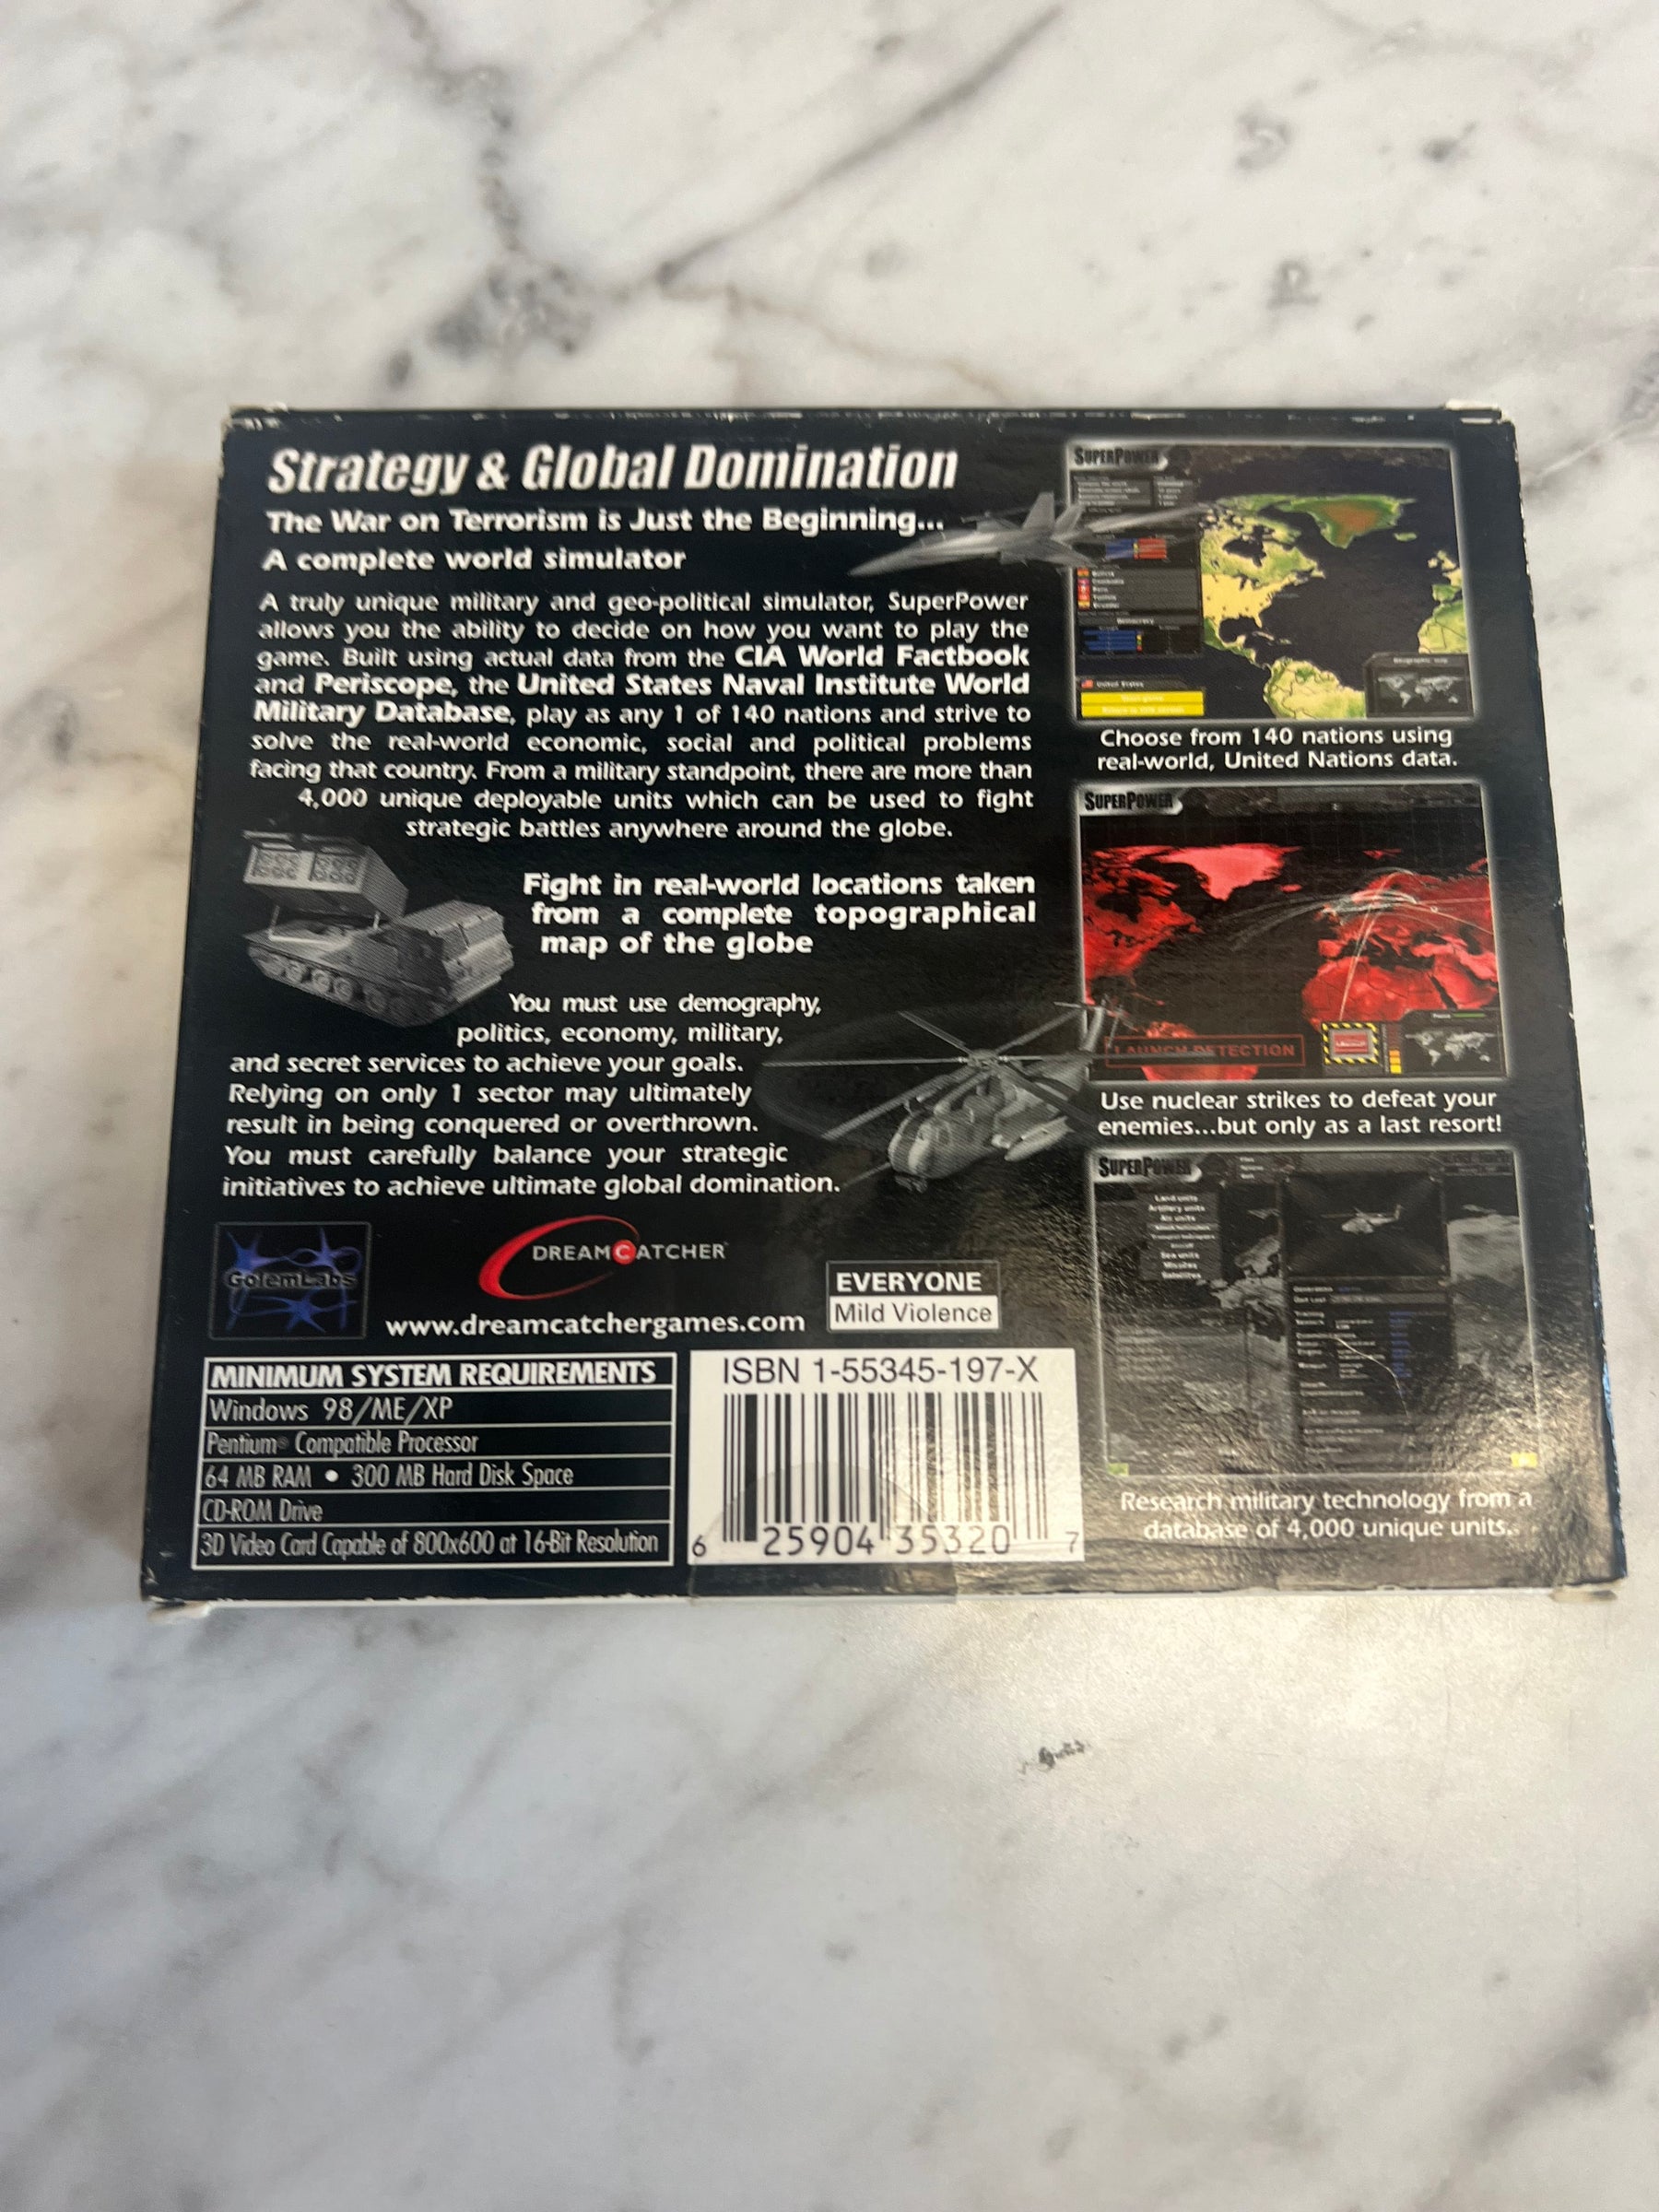 Strategy & Global Domination
The War on Terrorism is Just the Beginning...
A complete world simulator
A truly unique military and geo-political simulator, SuperPower
allows you the ability to decide on how you want to play the
game. Built using actual data from the CIA World Factbook
and Periscope, the United States Naval Institute World
Military Database, play as any 1 of 140 nations and strive to
solve the real-world economic, social and political problems
facing that country. From a military standpoint, there are more than
4,000 unique deployable units which can be used to fight
strategic battles anywhere around the globe.
Fight in real-world locations taken
from a complete topographical
map of the globe
You must use demography,
politics, economy, military,
and secret services to achieve your goals.
Relying on only 1 sector may ultimately
result in being conquered or overthrown.
You must carefully balance your strategic
initiatives to achieve ultimate global domination.
GolemLabs
DREAMCATCHER
www.dreamcatchergames.com
EVERYONE
Mild Violence
MINIMUM SYSTEM REQUIREMENTS
Windows 98/ME/XP
Pentium® Compatible Processor
64 MB RAM • 300 MB Hard Disk Space
CD-ROM Drive
3D Video Card Capable of 800x600 at 16-Bit Resolution
ISBN 1-55345-197-X
6 25904 35320 7
SUPERPOWER
United States
Choose from 140 nations using
real-world, United Nations data.
SUPERPOWER
LAUNCH DETECTION
Use nuclear strikes to defeat your
enemies...but only as a last resort!
SUPERPOWER
Land units
Artillery units
Air units
Sea units
Missiles
Satellites
Research military technology from a
database of 4,000 unique units.